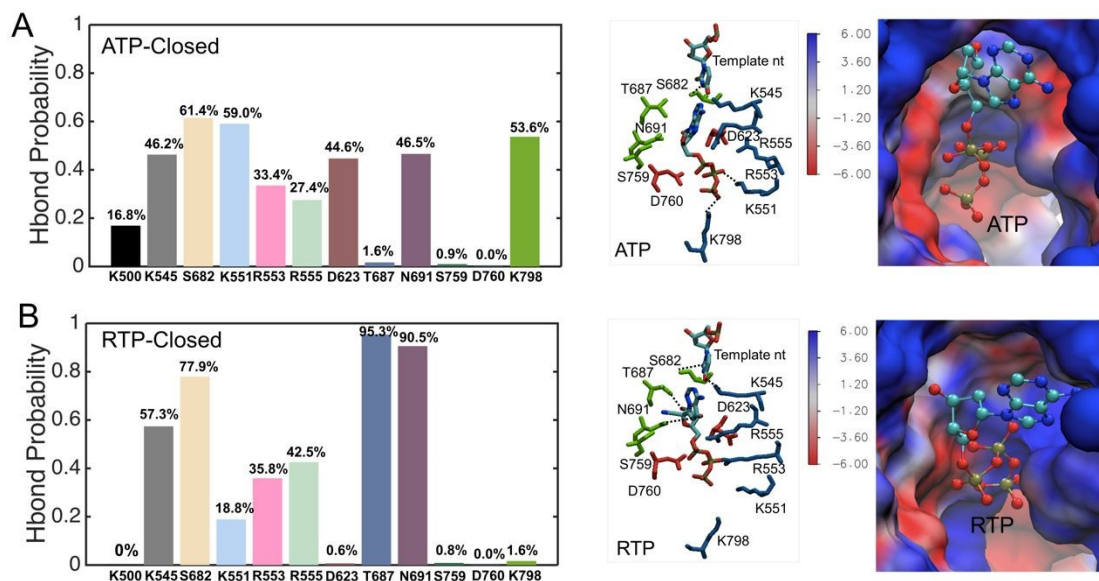 A
ATP-Closed
Hbond Probability
1
0.8
0.6
0.4
0.2
0
16.8%
46.2%
61.4%
59.0%
33.4%
27.4%
44.6%
1.6%
46.5%
0.9%
0.0%
53.6%
K500 K545 S682 K551 R553 R555 D623 T687 N691 S759 D760 K798
Template nt
S682
T687
K545
N691
D623
R555
R553
S759
D760
K551
K798
ATP
6.00
3.60
1.20
-1.20
-3.60
-6.00
ATP
B
RTP-Closed
Hbond Probability
1
0.8
0.6
0.4
0.2
0
0%
57.3%
77.9%
18.8%
35.8%
42.5%
0.6%
95.3%
90.5%
0.8%
0.0%
1.6%
K500 K545 S682 K551 R553 R555 D623 T687 N691 S759 D760 K798
Template nt
S682
T687
K545
N691
D623
R555
S759
R553
D760
K551
K798
RTP
6.00
3.60
1.20
-1.20
-3.60
-6.00
RTP